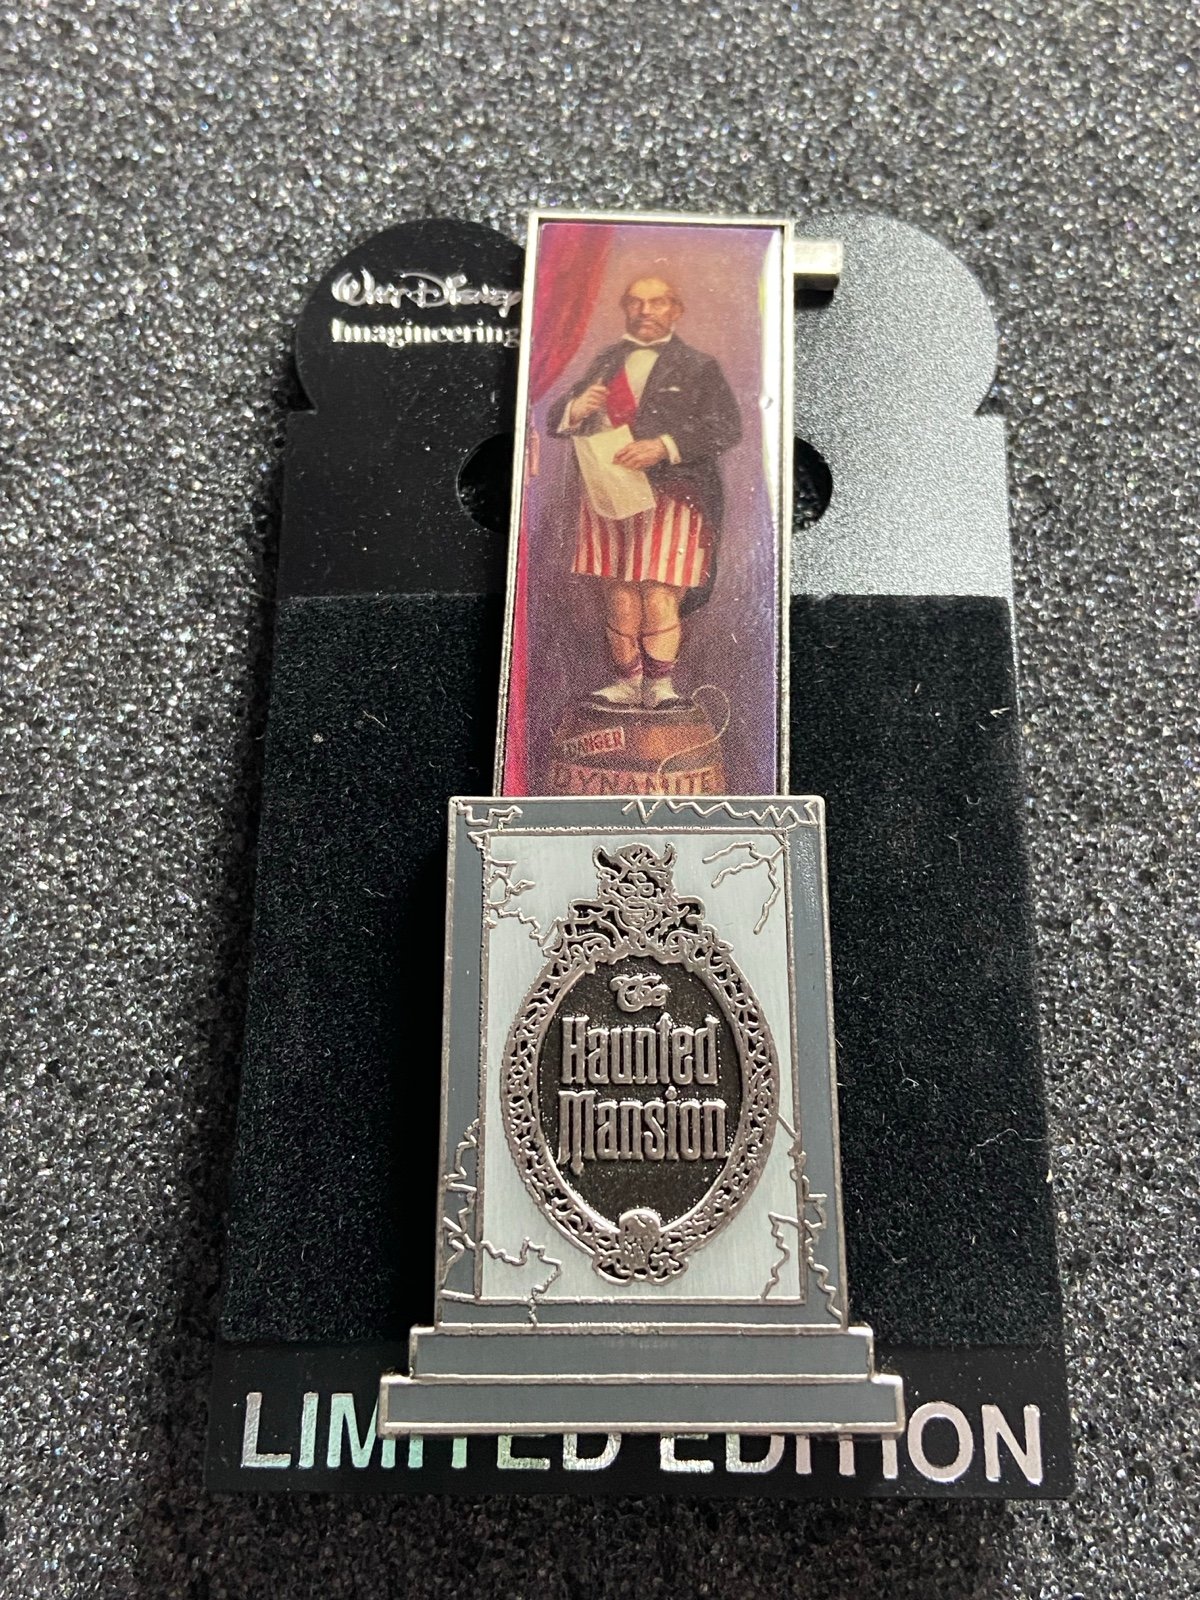 Walt Disney
Imagineering
DANGER
DYNAMITE
The
Haunted
Mansion
LIMITED EDITION